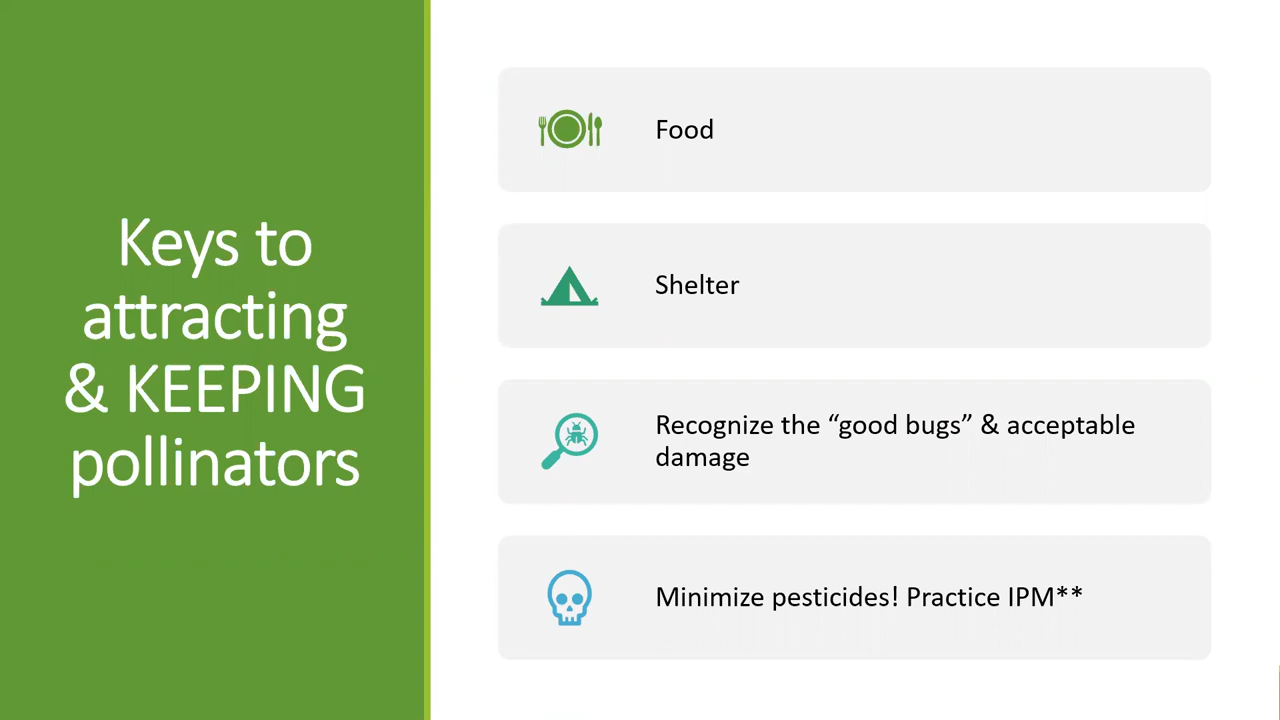 Keys to
attracting
& KEEPING
pollinators
Food
Shelter
Recognize the “good bugs” & acceptable
damage
Minimize pesticides! Practice IPM**